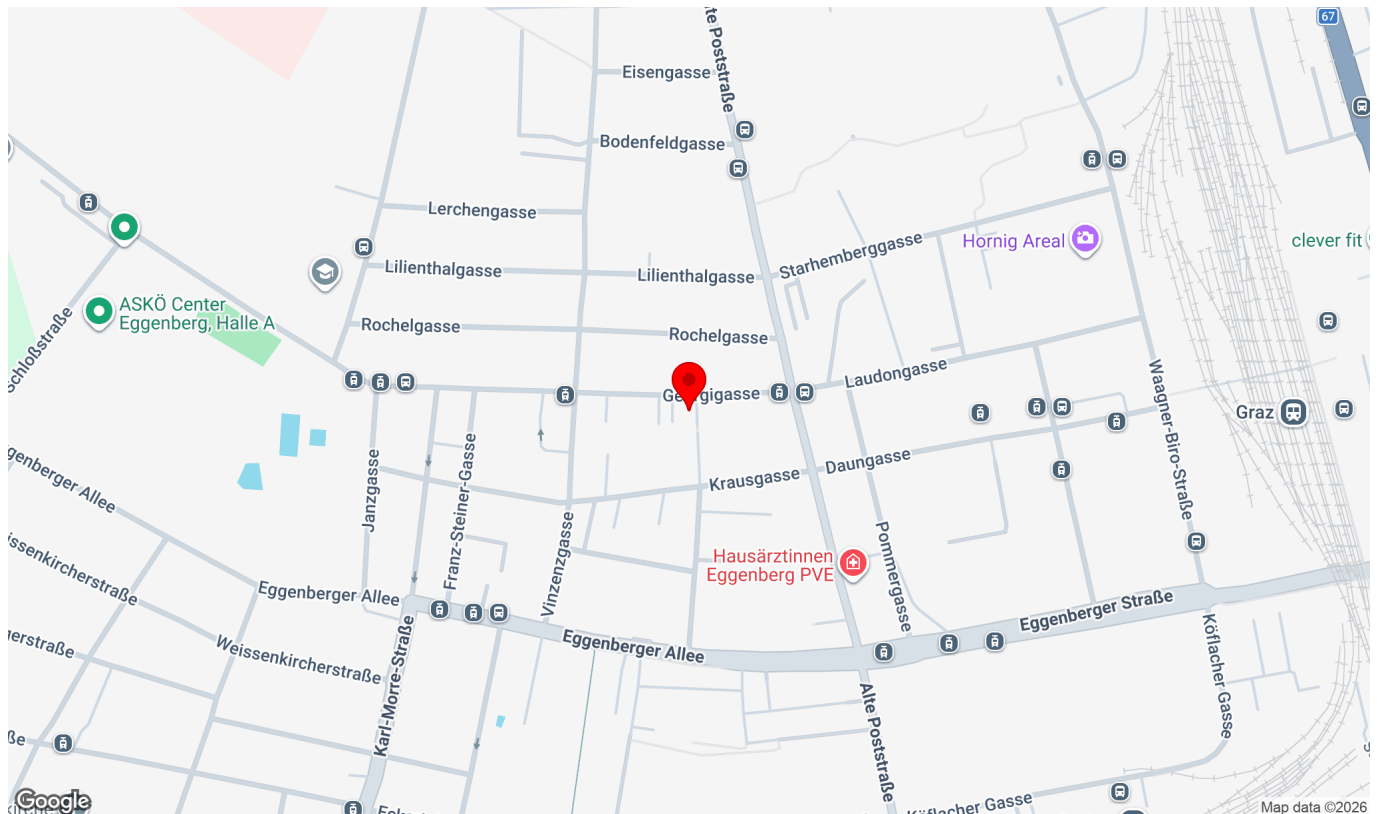 67
Alte Poststraße
Eisengasse
Bodenfeldgasse
Lerchengasse
Starhemberggasse
Hornig Areal
clever fit
Lilienthalgasse
Lilienthalgasse
ASKÖ Center
Eggenberg, Halle A
Rochelgasse
Rochelgasse
Schloßstraße
Laudongasse
Georgigasse
Waagner-Biro-Straße
Graz
Eggenberger Allee
Janzgasse
Franz-Steiner-Gasse
Krausgasse
Daungasse
Vinzenzgasse
Hausärztinnen
Eggenberg PVE
Pommergasse
Weissenkircherstraße
Eggenberger Allee
Eggenberger Straße
Eggenberger Allee
Weissenkircherstraße
Karl-Morre-Straße
Köflacher Gasse
Alte Poststraße
Köflacher Gasse
Google
Map data ©2026